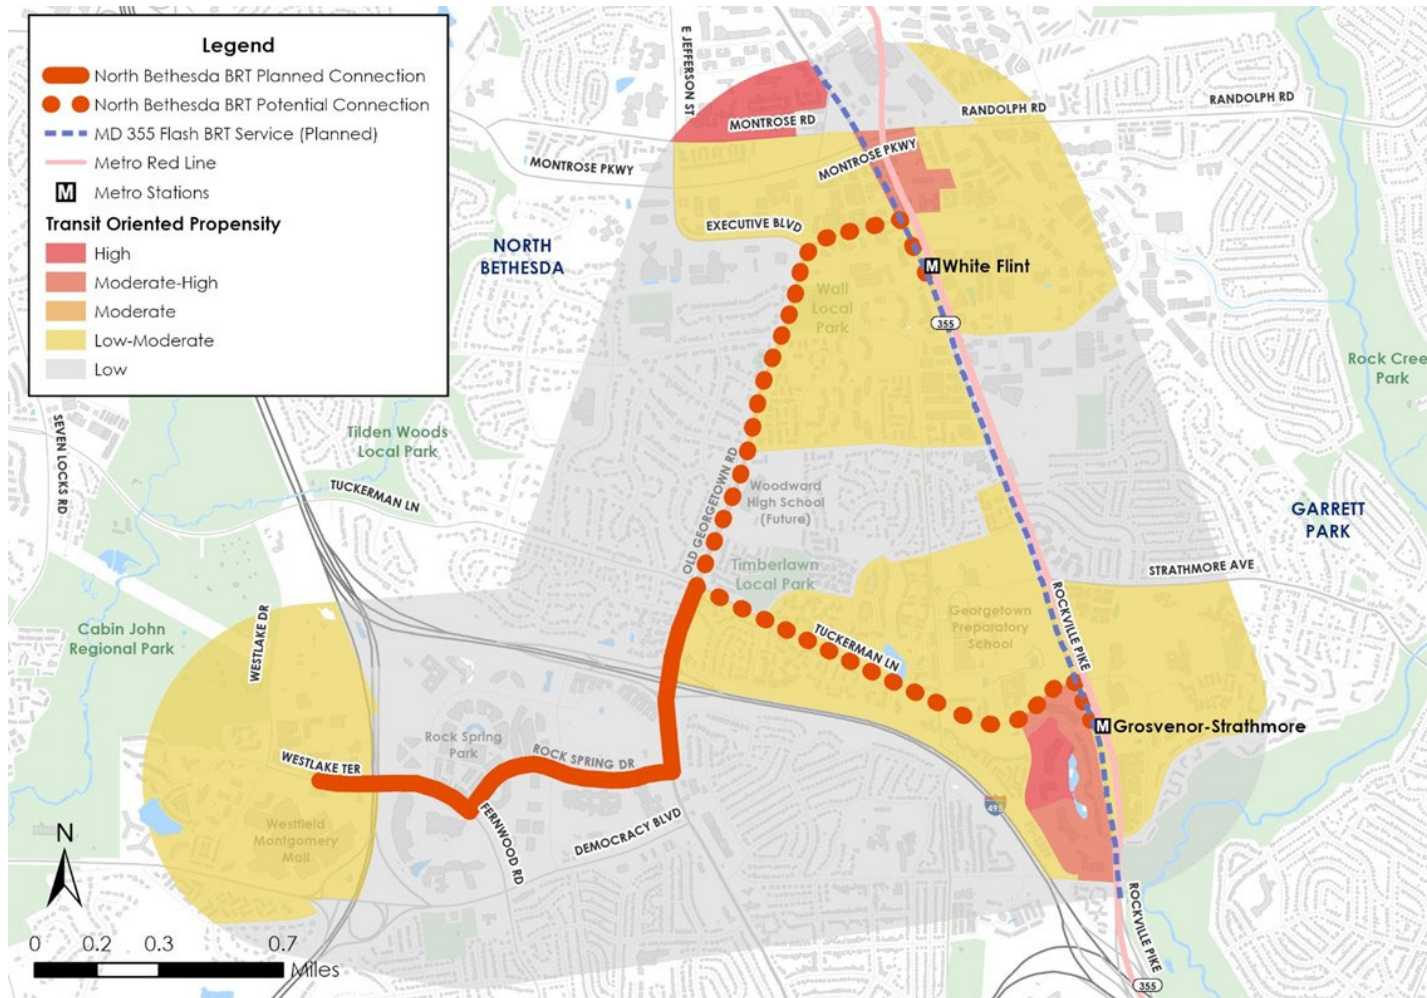 Legend
North Bethesda BRT Planned Connection
North Bethesda BRT Potential Connection
MD 355 Flash BRT Service (Planned)
Metro Red Line
M Metro Stations
Transit Oriented Propensity
High
Moderate-High
Moderate
Low-Moderate
Low
E JEFFERSON ST
MONTROSE RD
RANDOLPH RD
RANDOLPH RD
MONTROSE PKWY
MONTROSE PKWY
EXECUTIVE BLVD
NORTH
BETHESDA
M White Flint
Wall
Local
Park
355
Rock Cree
Park
SEVEN LOCKS RD
Tilden Woods
Local Park
TUCKERMAN LN
OLD GEORGETOWN RD
Woodward
High School
(Future)
GARRETT
PARK
Timberlawn
Local Park
STRATHMORE AVE
ROCKVILLE PIKE
Georgetown
Preparatory
School
TUCKERMAN LN
Cabin John
Regional Park
WESTLAKE DR
M Grosvenor-Strathmore
Rock Spring
Park
ROCK SPRING DR
WESTLAKE TER
FERNWOOD RD
DEMOCRACY BLVD
495
Westfield
Montgomery
Mall
N
ROCKVILLE PIKE
0 0.2 0.3 0.7
Miles
355